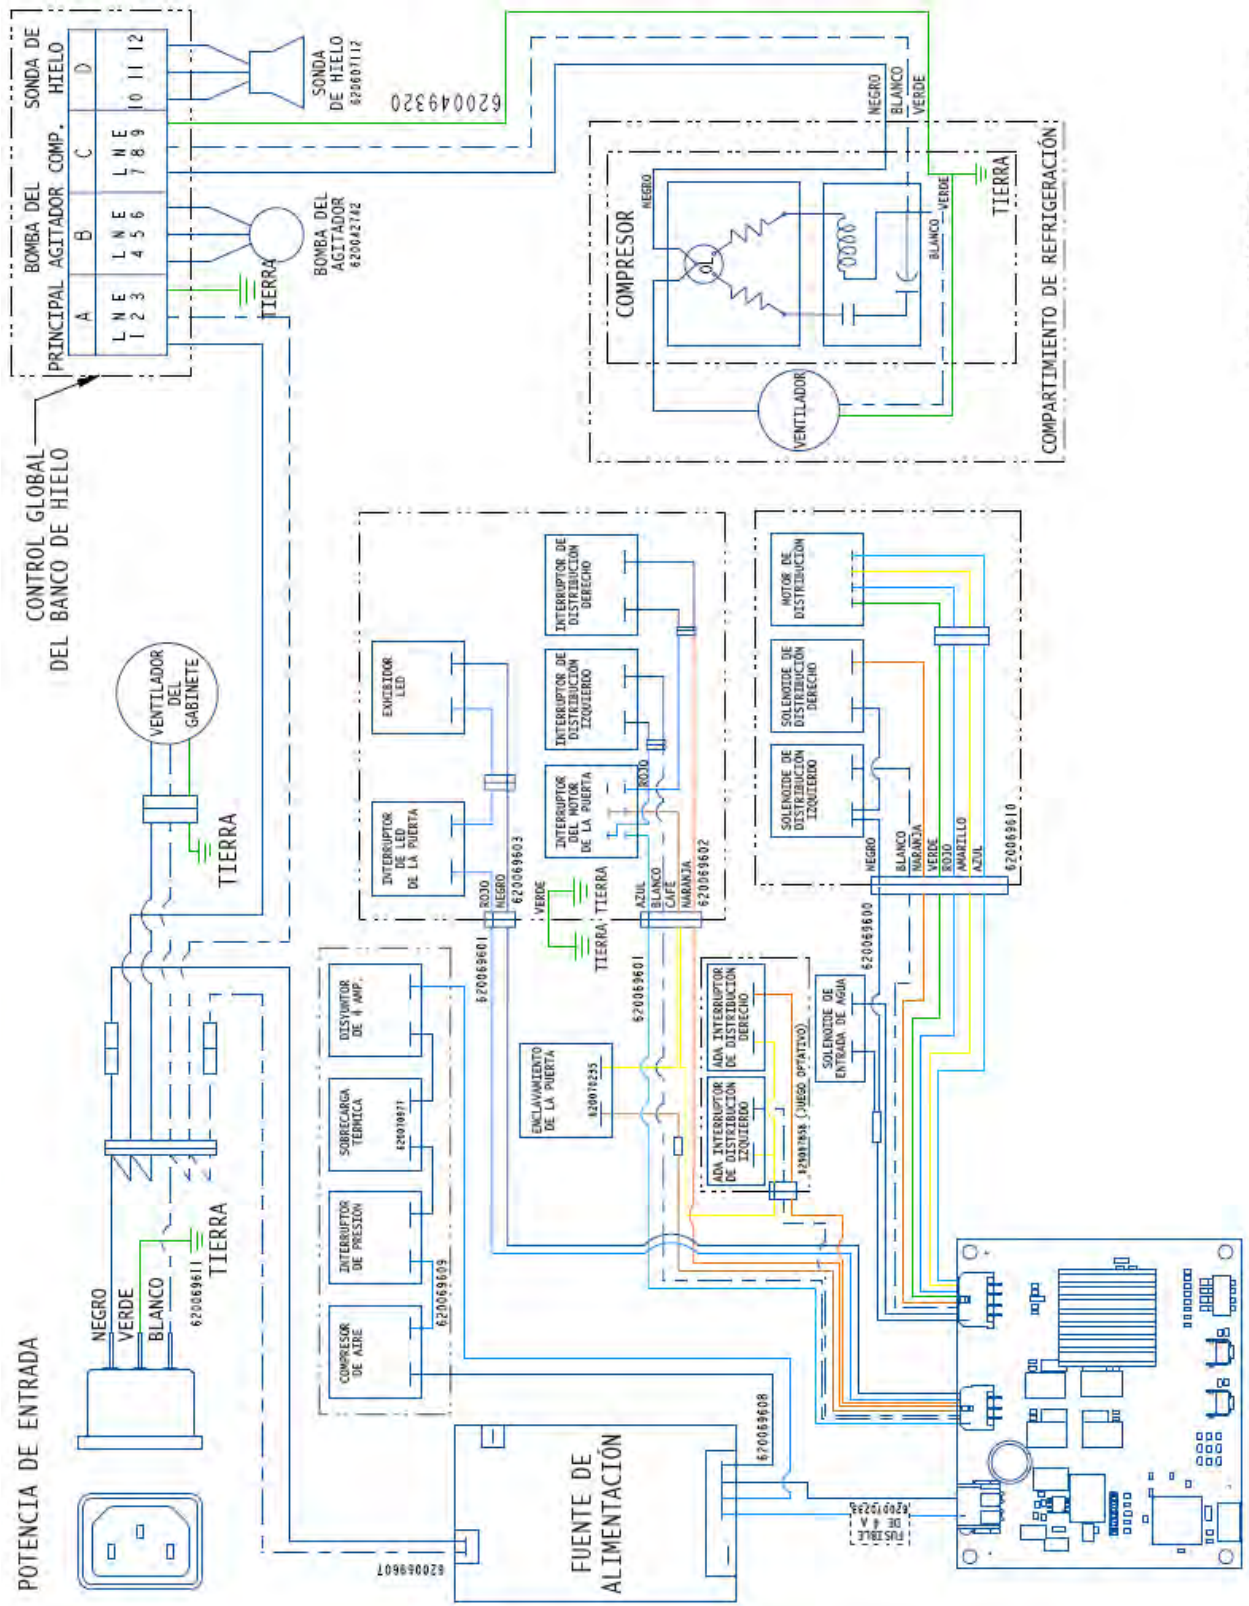 POTENCIA DE ENTRADA
NEGRO
VERDE
BLANCO
620069611
TIERRA
VENTILADOR
DEL
GABINETE
TIERRA
CONTROL GLOBAL
DEL BANCO DE HIELO
PRINCIPAL
BOMBA DEL
AGITADOR
COMP.
SONDA DE
HIELO
A
B
C
D
L N E
L N E
L N E
1 2 3
4 5 6
7 8 9
10 11 12
TIERRA
BOMBA DEL
AGITADOR
620042742
SONDA
DE HIELO
620607112
620049320
NEGRO
BLANCO
VERDE
COMPRESOR
NEGRO
OL
BLANCO
VERDE
TIERRA
VENTILADOR
COMPARTIMIENTO DE REFRIGERACIÓN
COMPRESOR
DE AIRE
INTERRUPTOR
DE PRESIÓN
SOBRECARGA
TÉRMICA
620070971
DISYUNTOR
DE 4 AMP.
620069609
INTERRUPTOR
DE LED
DE LA PUERTA
EXHIBIDOR
LED
ROJO
NEGRO
620069603
620069601
VERDE
TIERRA
TIERRA
INTERRUPTOR
DEL MOTOR
DE LA PUERTA
INTERRUPTOR DE
DISTRIBUCIÓN
IZQUIERDO
INTERRUPTOR DE
DISTRIBUCIÓN
DERECHO
ROJO
AZUL
BLANCO
CAFÉ
NARANJA
620069602
620069601
ENCLAVAMIENTO
DE LA PUERTA
620070295
ADA INTERRUPTOR
DE DISTRIBUCIÓN
IZQUIERDO
ADA INTERRUPTOR
DE DISTRIBUCIÓN
DERECHO
(JUEGO OPTATIVO)
SOLENOIDE DE
ENTRADA DE AGUA
620069600
SOLENOIDE DE
DISTRIBUCIÓN
IZQUIERDO
SOLENOIDE DE
DISTRIBUCIÓN
DERECHO
MOTOR DE
DISTRIBUCIÓN
NEGRO
BLANCO
NARANJA
VERDE
ROJO
AMARILLO
AZUL
620069610
620069607
FUENTE DE
ALIMENTACIÓN
620069608
FUSIBLE
DE 4 A